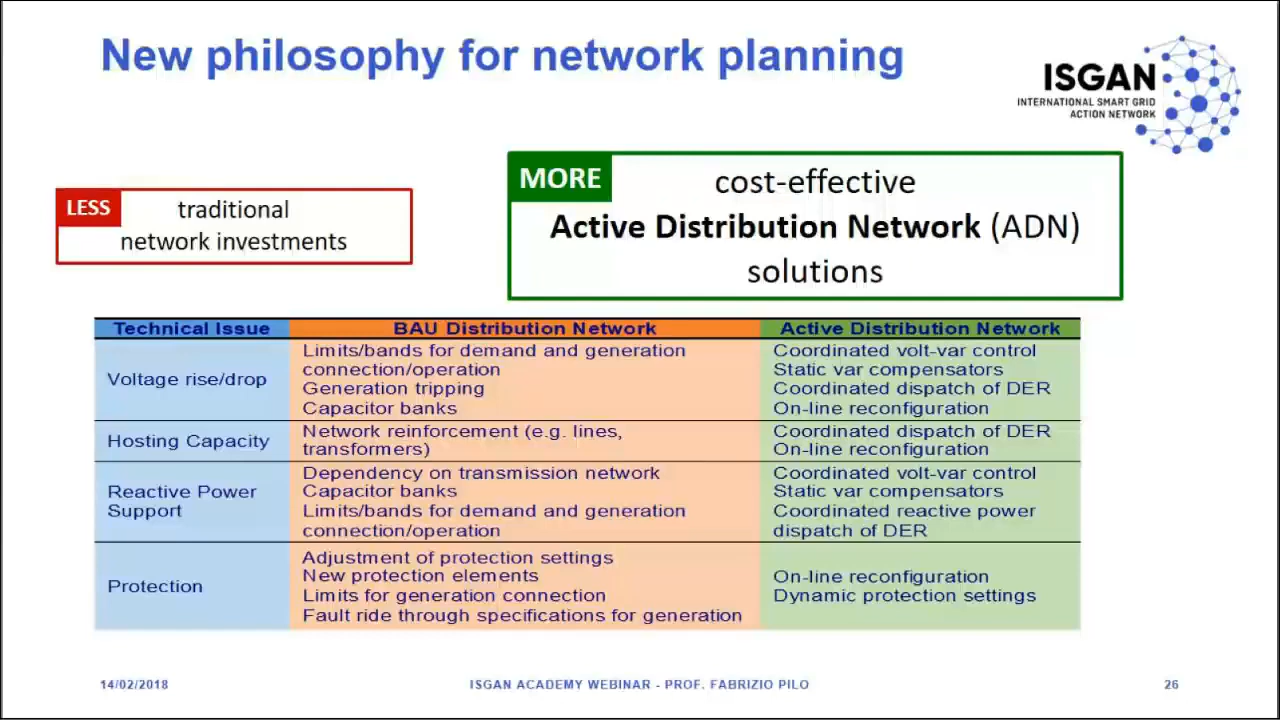 New philosophy for network planning
ISGAN
INTERNATIONAL SMART GRID
ACTION NETWORK
LESS
traditional
network investments
MORE
cost-effective
Active Distribution Network (ADN)
solutions
Technical Issue
BAU Distribution Network
Active Distribution Network
Voltage rise/drop
Limits/bands for demand and generation
connection/operation
Generation tripping
Capacitor banks
Coordinated volt-var control
Static var compensators
Coordinated dispatch of DER
On-line reconfiguration
Hosting Capacity
Network reinforcement (e.g. lines,
transformers)
Coordinated dispatch of DER
On-line reconfiguration
Reactive Power
Support
Dependency on transmission network
Capacitor banks
Limits/bands for demand and generation
connection/operation
Coordinated volt-var control
Static var compensators
Coordinated reactive power
dispatch of DER
Protection
Adjustment of protection settings
New protection elements
Limits for generation connection
Fault ride through specifications for generation
On-line reconfiguration
Dynamic protection settings
14/02/2018
ISGAN ACADEMY WEBINAR - PROF. FABRIZIO PILO
26